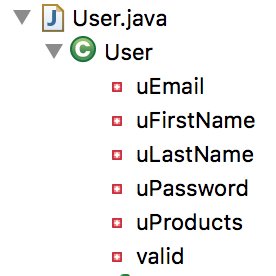 User.java
User
uEmail
uFirstName
uLastName
uPassword
uProducts
valid